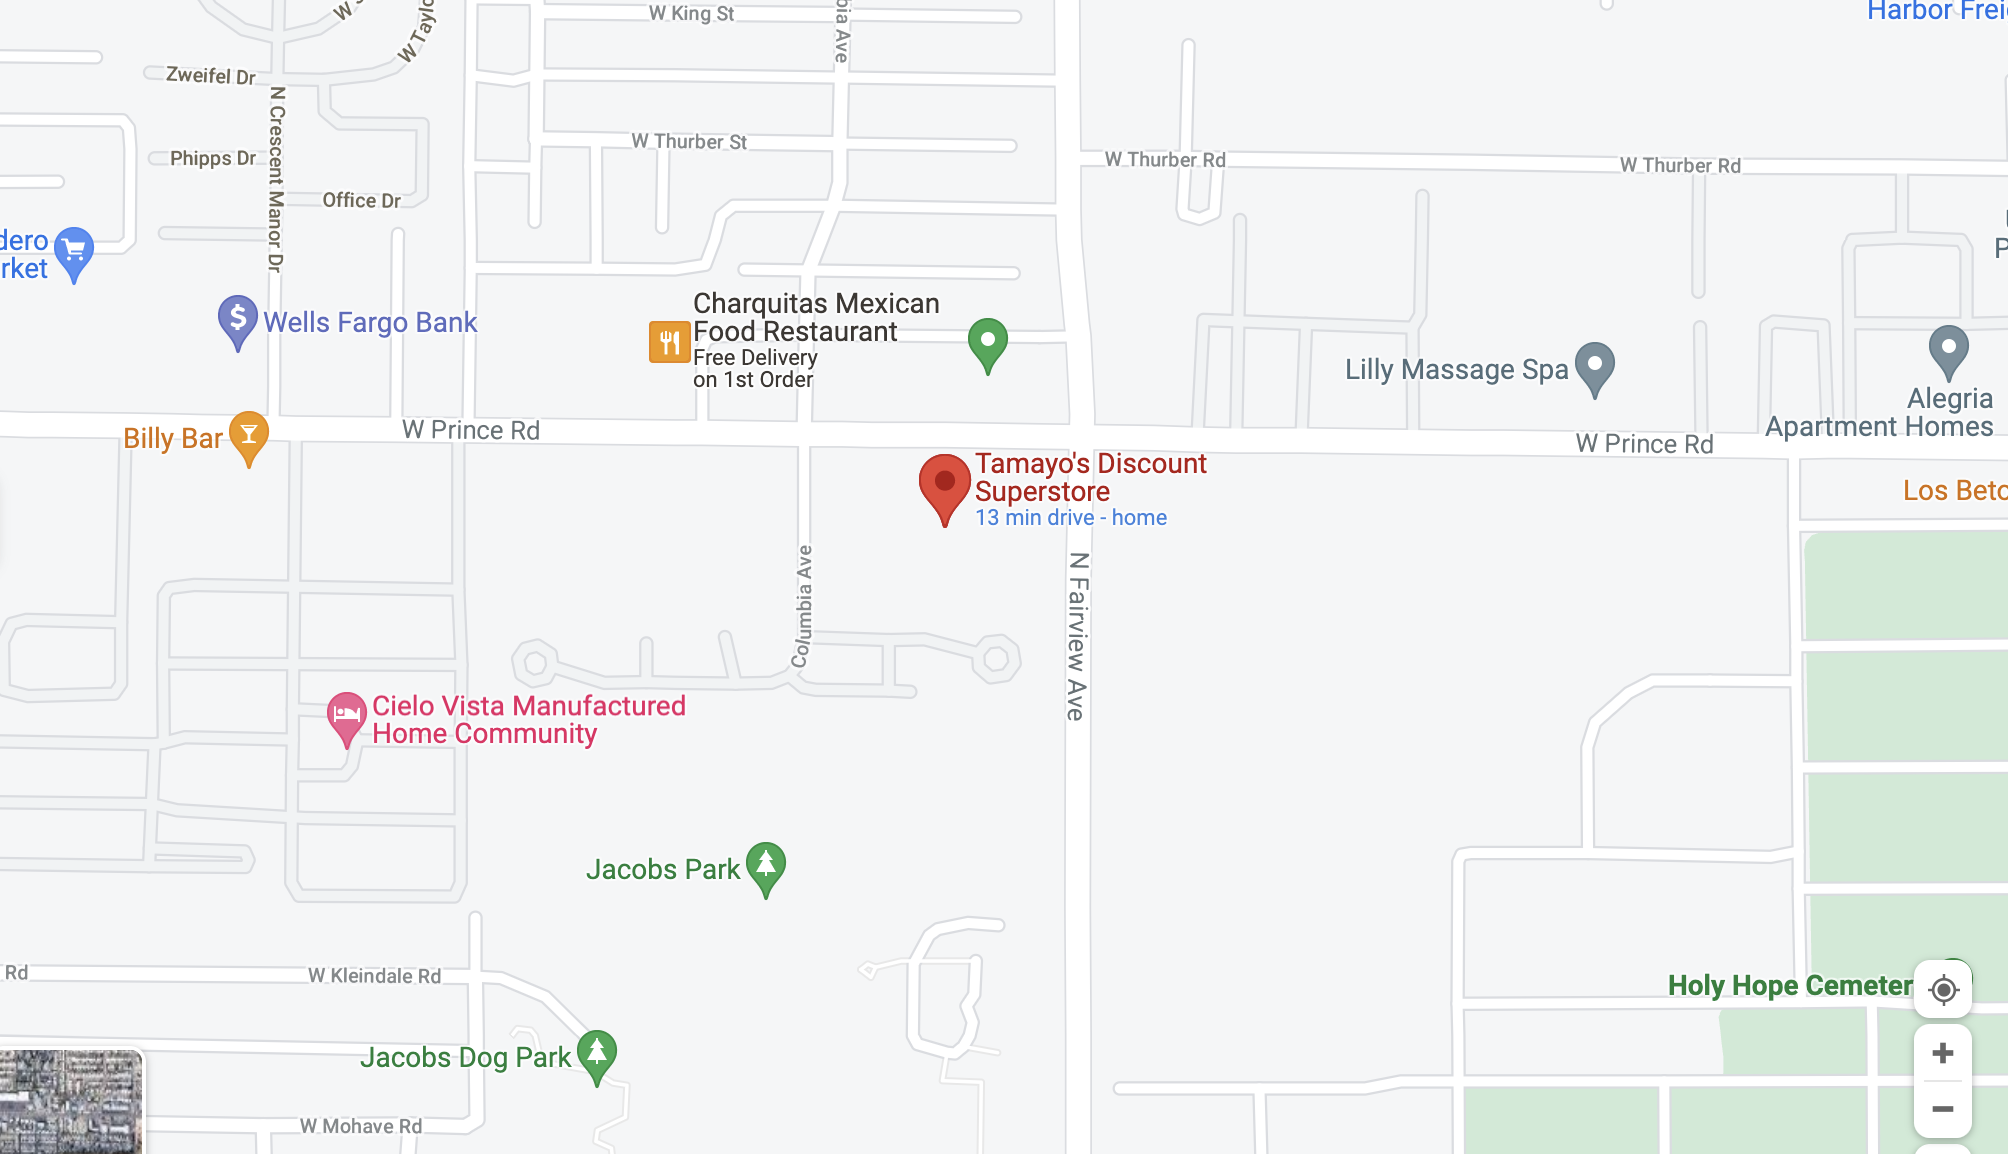 W King St
Harbor Frei
W Taylo
bia Ave
Zweifel Dr
N Crescent Manor Dr
W Thurber St
Phipps Dr
W Thurber Rd
W Thurber Rd
Office Dr
dero
rket
Charquitas Mexican
Food Restaurant
Free Delivery
on 1st Order
Wells Fargo Bank
Lilly Massage Spa
Alegria
Apartment Homes
Billy Bar
W Prince Rd
W Prince Rd
Tamayo's Discount
Superstore
13 min drive - home
Los Betc
Columbia Ave
N Fairview Ave
Cielo Vista Manufactured
Home Community
Jacobs Park
Rd
W Kleindale Rd
Holy Hope Cemeter
Jacobs Dog Park
W Mohave Rd